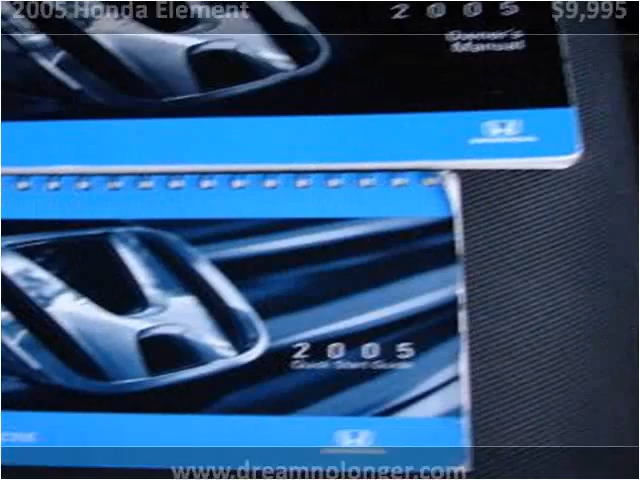 2005 Honda Element
$9,995
2005
Owner's
Manual
2005
Quick Start Guide
www.dreamnolonger.com